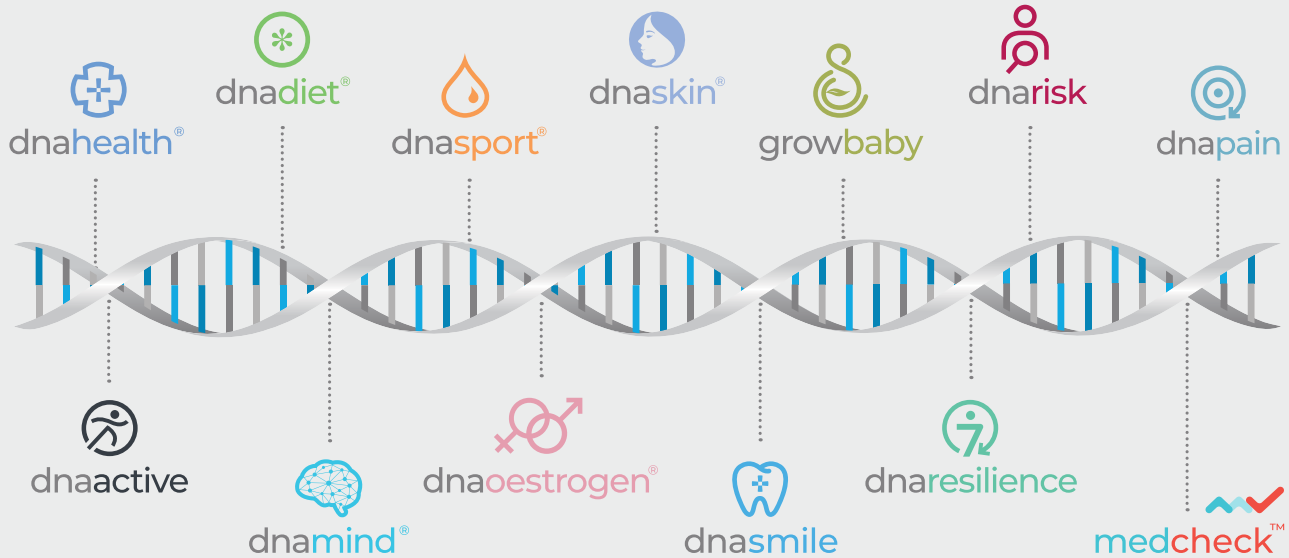 dnahealth®
dnadiet®
dnasport®
dnaskin®
growbaby
dnarisk
dnapain
dnaactive
dnamind®
dnaoestrogen®
dnasmile
dnaresilience
medcheck™